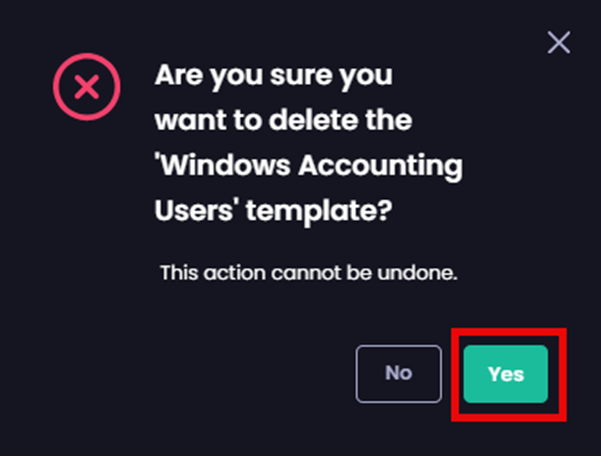 Are you sure you
want to delete the
'Windows Accounting
Users' template?
This action cannot be undone.
No
Yes